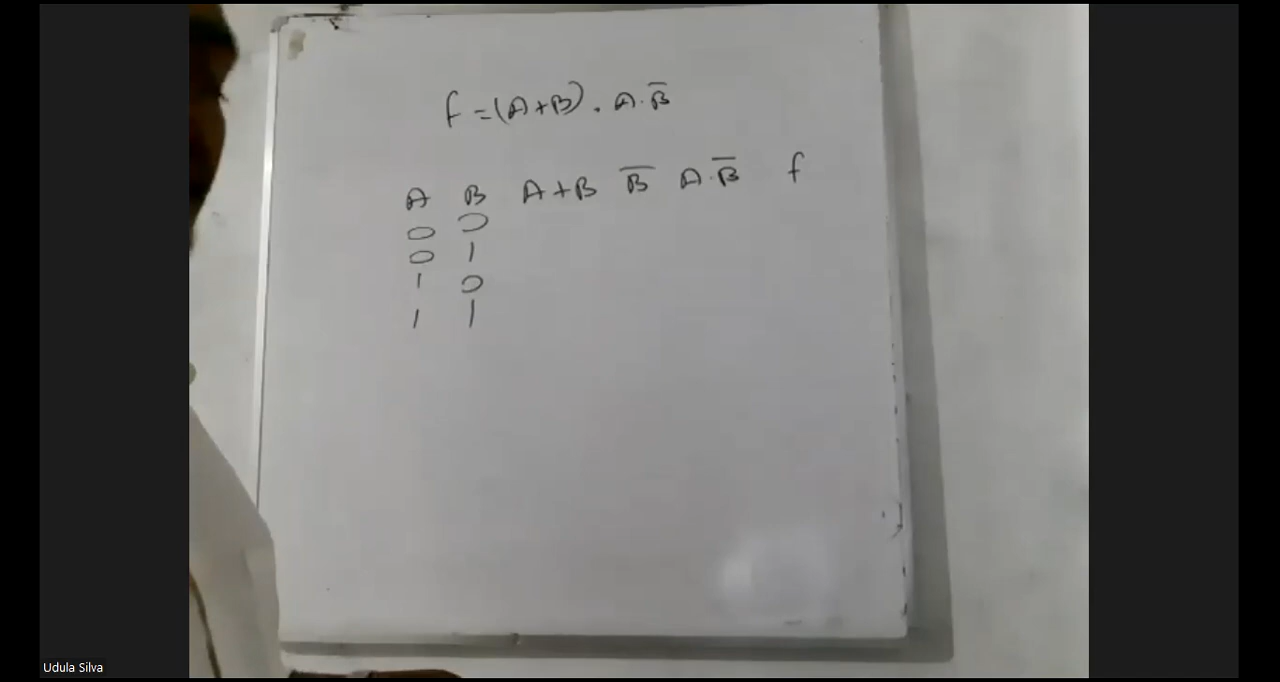 f = (A+B) . A.B̅
A B A+B B̅ A.B̅ f
0 0
0 1
1 0
1 1
Udula Silva